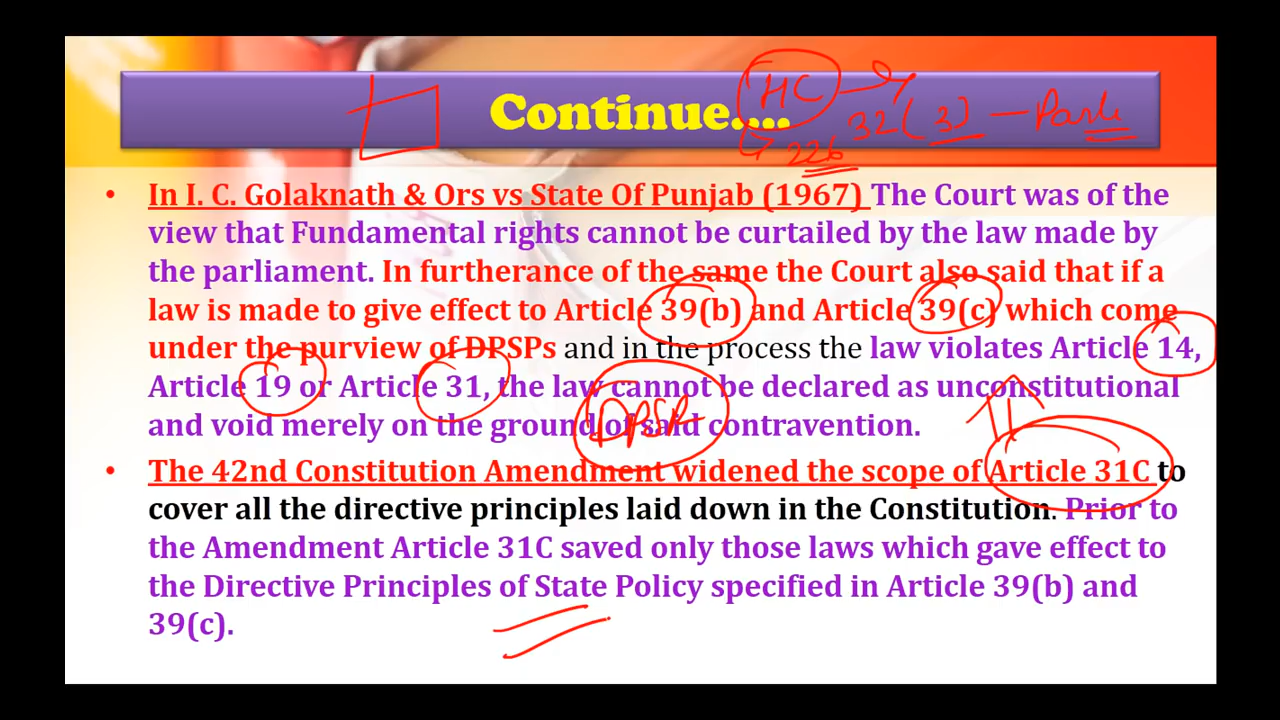 Continue....
HC
32(3) - Parli
226
• In I. C. Golaknath & Ors vs State Of Punjab (1967) The Court was of the
view that Fundamental rights cannot be curtailed by the law made by
the parliament. In furtherance of the same the Court also said that if a
law is made to give effect to Article 39(b) and Article 39(c) which come
under the purview of DPSPs and in the process the law violates Article 14,
Article 19 or Article 31, the law cannot be declared as unconstitutional
and void merely on the ground of said contravention.
DPSP
• The 42nd Constitution Amendment widened the scope of Article 31C to
cover all the directive principles laid down in the Constitution. Prior to
the Amendment Article 31C saved only those laws which gave effect to
the Directive Principles of State Policy specified in Article 39(b) and
39(c).